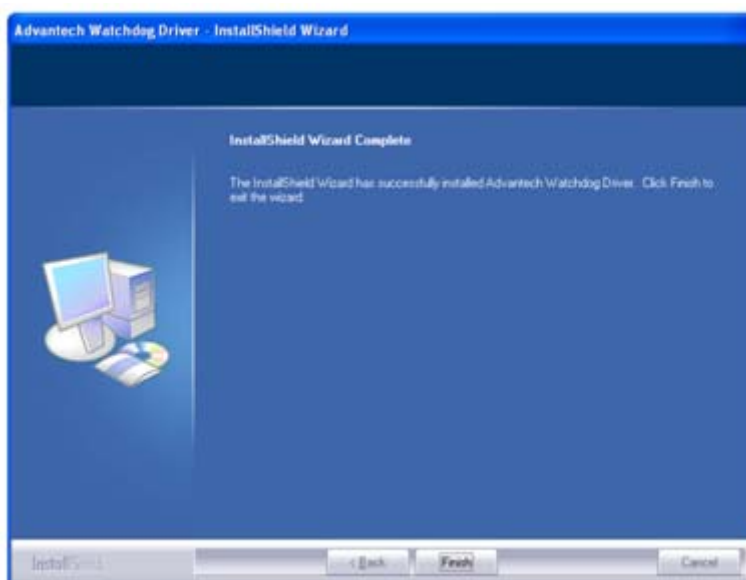 Advantech Watchdog Driver - InstallShield Wizard
InstallShield Wizard Complete
The InstallShield Wizard has successfully installed Advantech Watchdog Driver. Click Finish to
exit the wizard.
InstallShield
< Back
Finish
Cancel